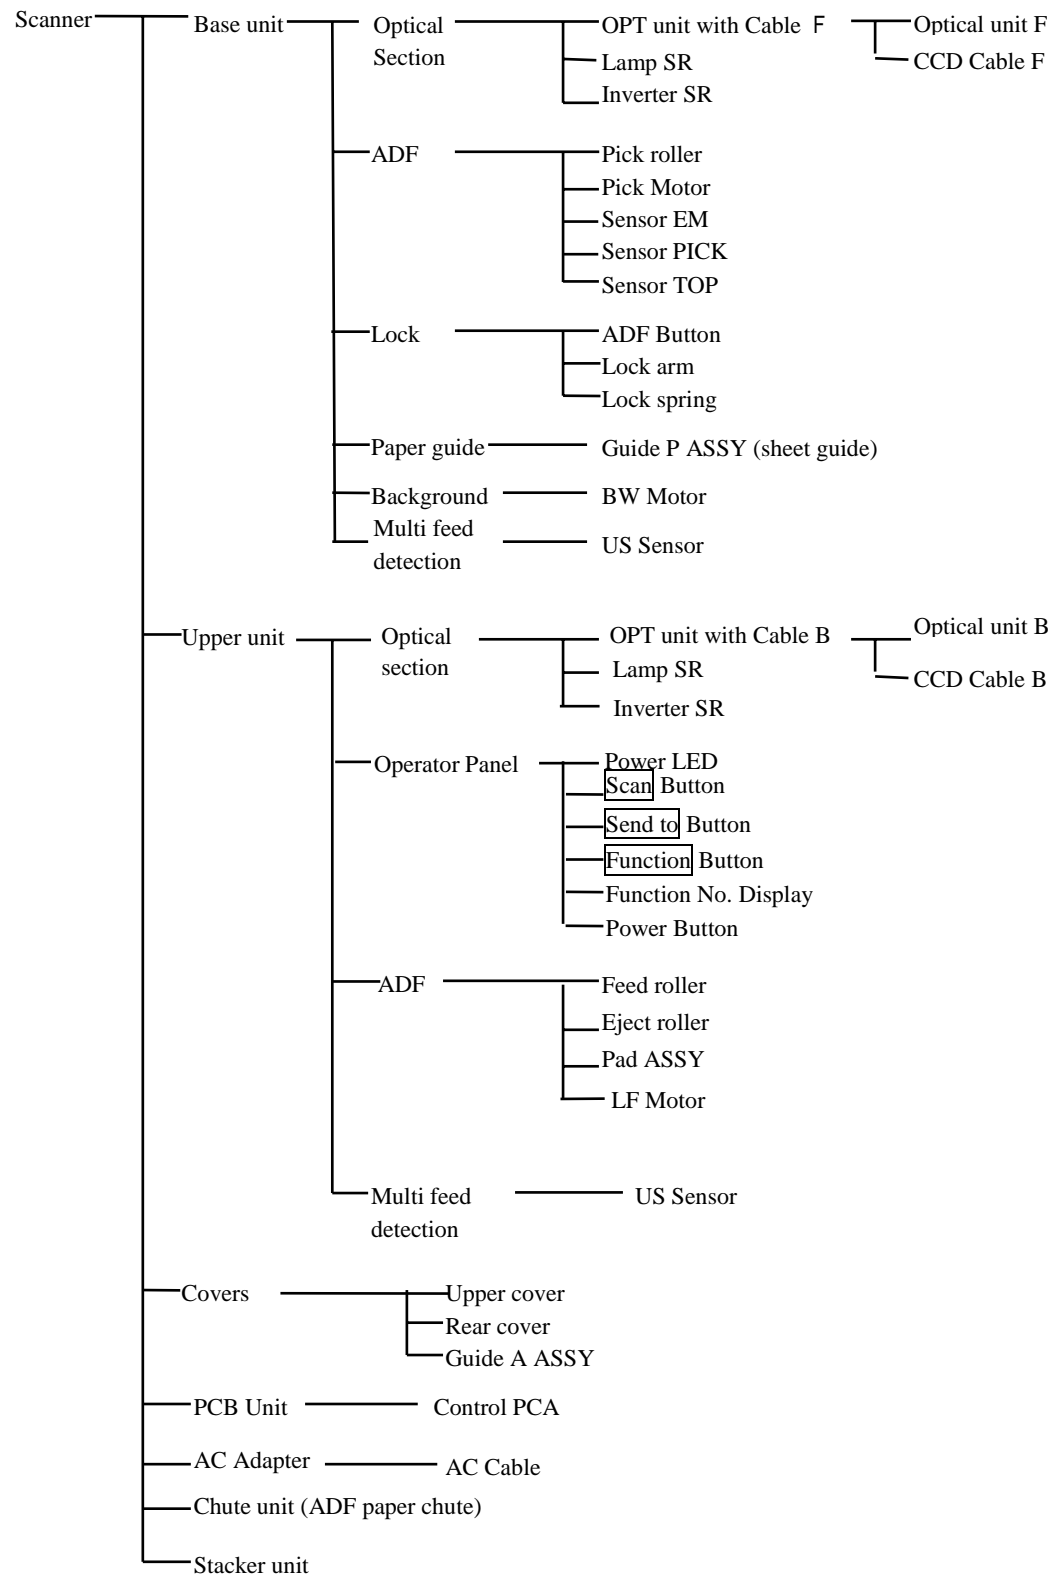 Scanner Base unit Optical OPT unit with Cable F Optical unit F
Section Lamp SR CCD Cable F
Inverter SR
ADF Pick roller
Pick Motor
Sensor EM
Sensor PICK
Sensor TOP
Lock ADF Button
Lock arm
Lock spring
Paper guide Guide P ASSY (sheet guide)
Background BW Motor
Multi feed
detection US Sensor
Upper unit Optical OPT unit with Cable B Optical unit B
section Lamp SR CCD Cable B
Inverter SR
Operator Panel Power LED
Scan Button
Send to Button
Function Button
Function No. Display
Power Button
ADF Feed roller
Eject roller
Pad ASSY
LF Motor
Multi feed US Sensor
detection
Covers Upper cover
Rear cover
Guide A ASSY
PCB Unit Control PCA
AC Adapter AC Cable
Chute unit (ADF paper chute)
Stacker unit